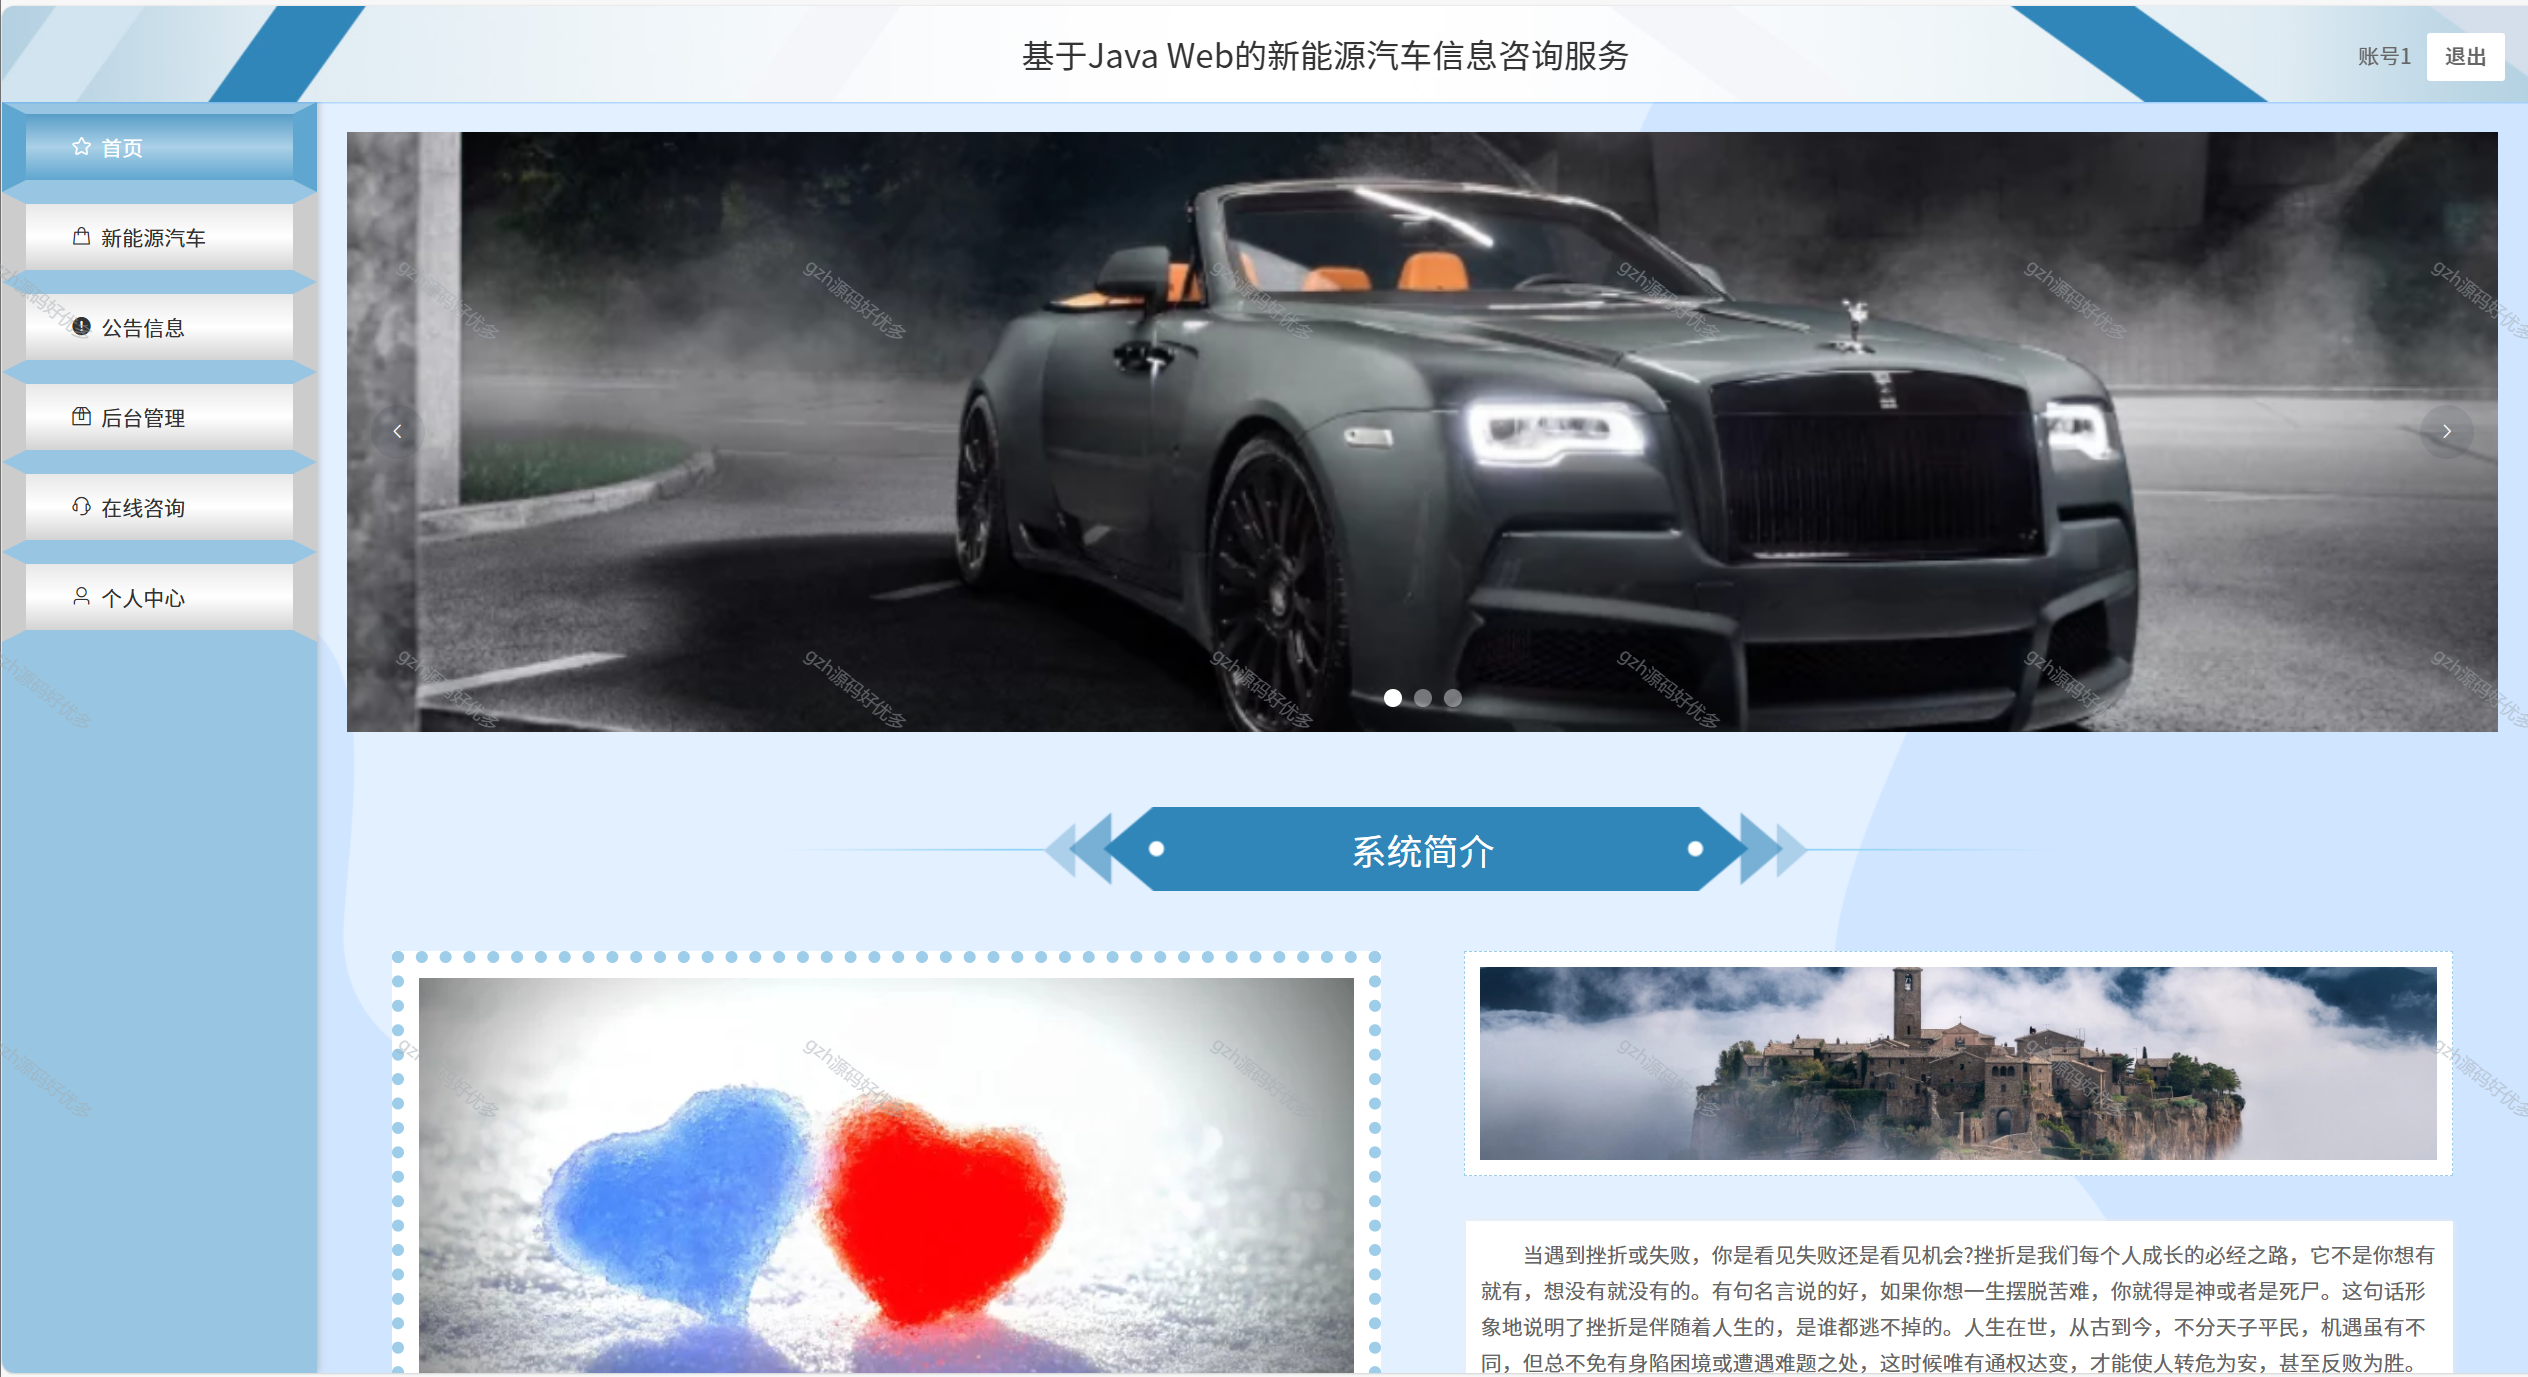 基于Java Web的新能源汽车信息咨询服务
账号1
退出
首页
新能源汽车
公告信息
后台管理
在线咨询
个人中心
gzh源码好优多
系统简介
当遇到挫折或失败，你是看见失败还是看见机会?挫折是我们每个人成长的必经之路，它不是你想有
就有，想没有就没有的。有句名言说的好，如果你想一生摆脱苦难，你就得是神或者是死尸。这句话形
象地说明了挫折是伴随着人生的，是谁都逃不掉的。人生在世，从古到今，不分天子平民，机遇虽有不
同，但总不免有身陷困境或遭遇难题之处，这时候唯有通权达变，才能使人转危为安，甚至反败为胜。